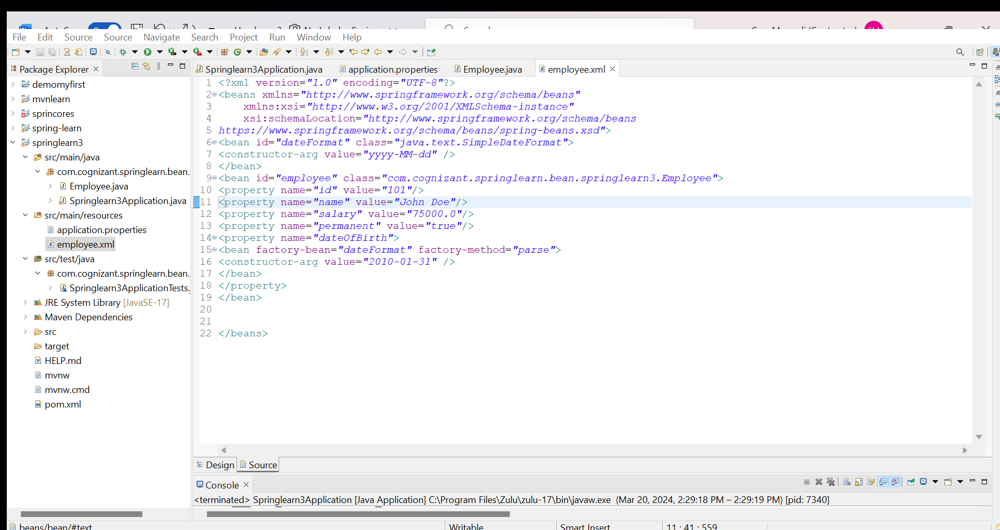 File Edit Source Source Navigate Search Project Run Window Help
Package Explorer
Springlearn3Application.java application.properties Employee.java employee.xml
demomyfirst
mvnlearn
sprincores
spring-learn
springlearn3
src/main/java
com.cognizant.springlearn.bean.
Employee.java
Springlearn3Application.java
src/main/resources
application.properties
employee.xml
src/test/java
com.cognizant.springlearn.bean.
Springlearn3ApplicationTests.
JRE System Library [JavaSE-17]
Maven Dependencies
src
target
HELP.md
mvnw
mvnw.cmd
pom.xml
1 <?xml version="1.0" encoding="UTF-8"?>
2 <beans xmlns="http://www.springframework.org/schema/beans"
3 xmlns:xsi="http://www.w3.org/2001/XMLSchema-instance"
4 xsi:schemaLocation="http://www.springframework.org/schema/beans
5 https://www.springframework.org/schema/beans/spring-beans.xsd">
6 <bean id="dateFormat" class="java.text.SimpleDateFormat">
7 <constructor-arg value="yyyy-MM-dd" />
8 </bean>
9 <bean id="employee" class="com.cognizant.springlearn.bean.springlearn3.Employee">
10 <property name="id" value="101"/>
11 <property name="name" value="John Doe"/>
12 <property name="salary" value="75000.0"/>
13 <property name="permanent" value="true"/>
14 <property name="dateOfBirth">
15 <bean factory-bean="dateFormat" factory-method="parse">
16 <constructor-arg value="2010-01-31" />
17 </bean>
18 </property>
19 </bean>
20
21
22 </beans>
Design Source
Console
<terminated> Springlearn3Application [Java Application] C:\Program Files\Zulu\zulu-17\bin\javaw.exe (Mar 20, 2024, 2:29:18 PM – 2:29:19 PM) [pid: 7340]
beans/bean/#text Writable Smart Insert 11 : 41 : 559